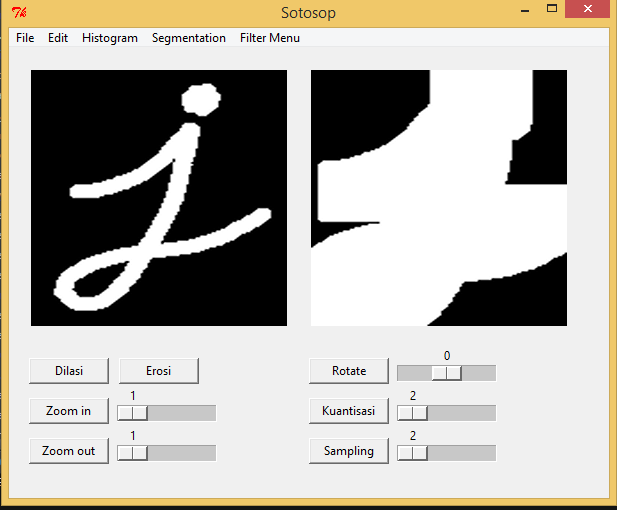 Sotosop
File Edit Histogram Segmentation Filter Menu
j
Dilasi Erosi Rotate 0
Zoom in 1 Kuantisasi 2
Zoom out 1 Sampling 2